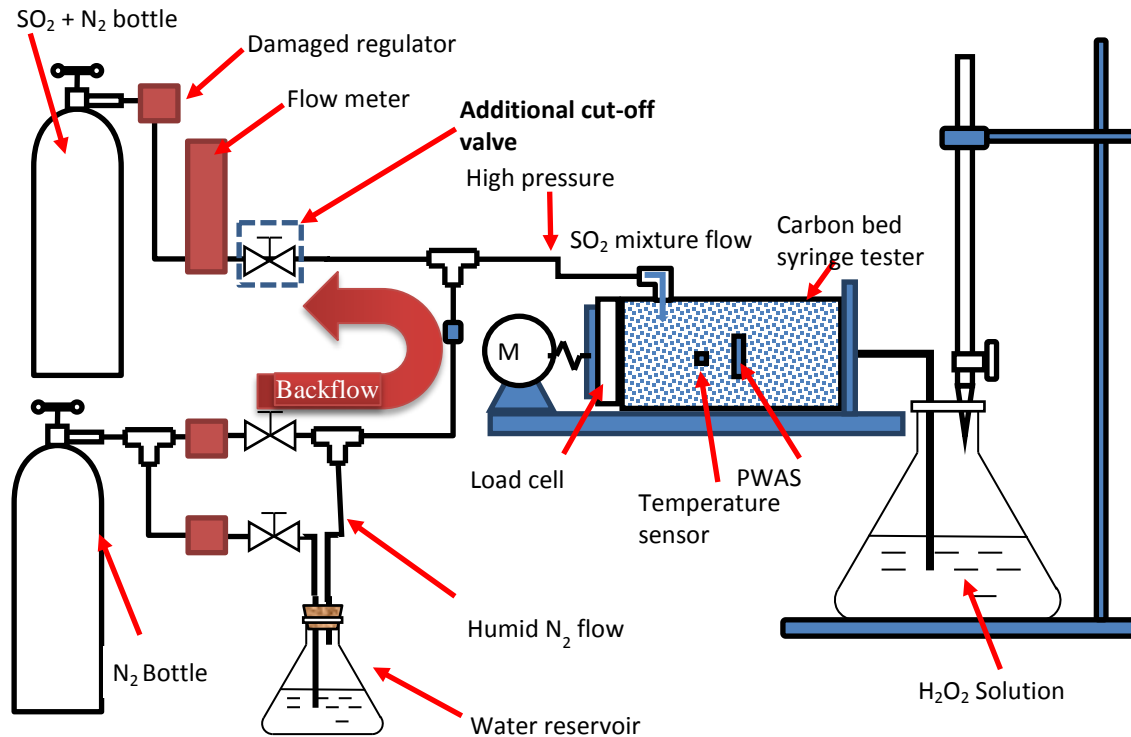 SO₂ + N₂ bottle
Damaged regulator
Flow meter
Additional cut-off
valve
High pressure
SO₂ mixture flow
Carbon bed
syringe tester
M
Backflow
Load cell
PWAS
Temperature
sensor
Humid N₂ flow
N₂ Bottle
Water reservoir
H₂O₂ Solution